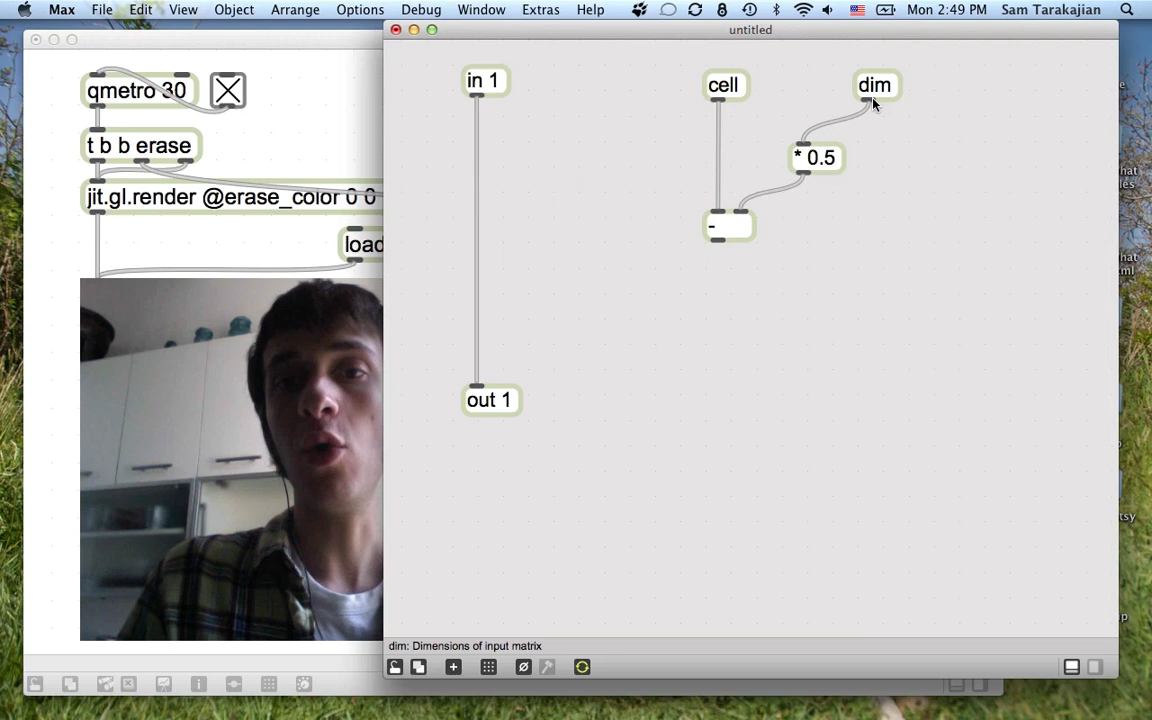 Max File Edit View Object Arrange Options Debug Window Extras Help Mon 2:49 PM Sam Tarakajian
untitled
qmetro 30
t b b erase
jit.gl.render @erase_color 0 0
load
in 1
cell
dim
* 0.5
-
out 1
dim: Dimensions of input matrix